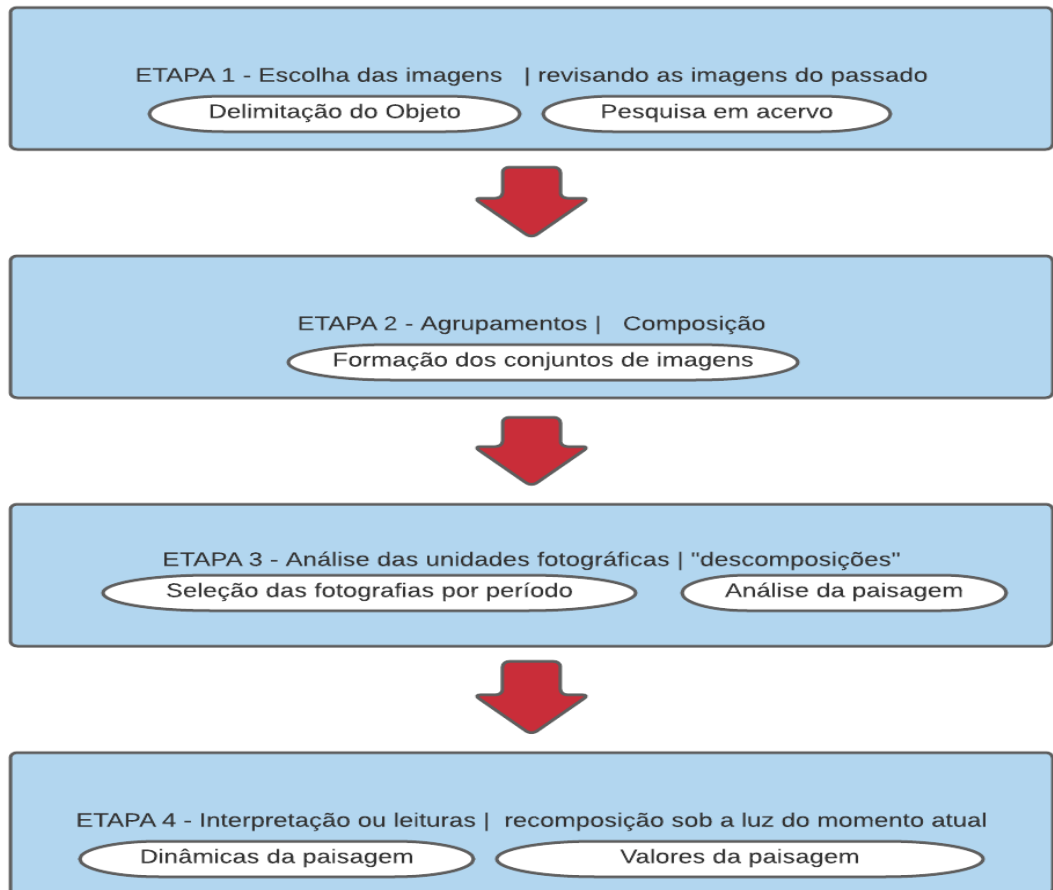 ETAPA 1 - Escolha das imagens | revisando as imagens do passado
Delimitação do Objeto Pesquisa em acervo
ETAPA 2 - Agrupamentos | Composição
Formação dos conjuntos de imagens
ETAPA 3 - Análise das unidades fotográficas | "descomposições"
Seleção das fotografias por período Análise da paisagem
ETAPA 4 - Interpretação ou leituras | recomposição sob a luz do momento atual
Dinâmicas da paisagem Valores da paisagem